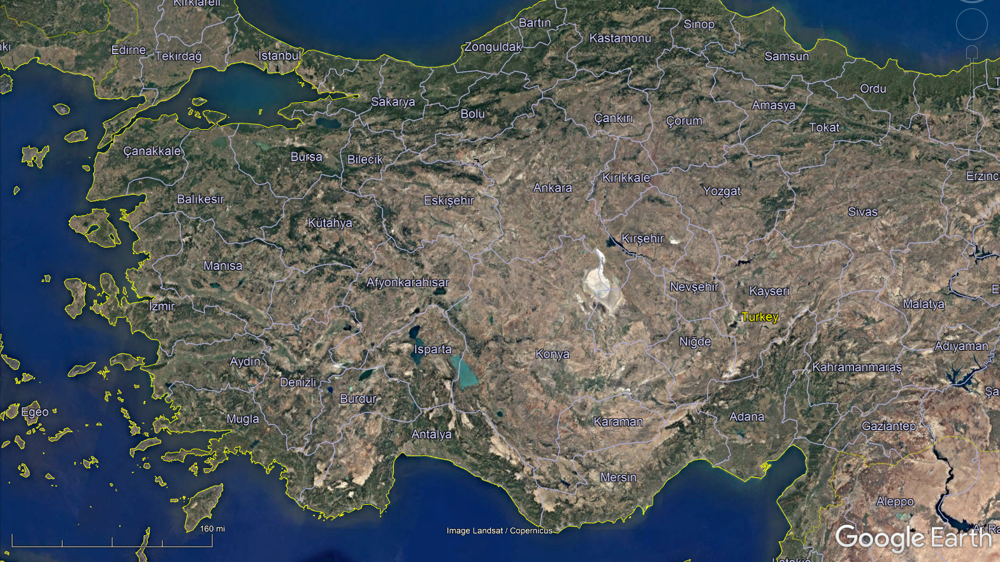 Kırklareli
Bartın
Sinop
Kastamonu
Edirne
Tekirdağ
İstanbul
Zonguldak
Samsun
Ordu
Sakarya
Bolu
Çankırı
Çorum
Amasya
Tokat
Çanakkale
Bursa
Bilecik
Ankara
Kırıkkale
Yozgat
Erzinc
Balıkesir
Eskişehir
Sivas
Kütahya
Kırşehir
Manisa
Afyonkarahisar
Nevşehir
Kayseri
Malatya
İzmir
Turkey
Isparta
Konya
Niğde
Adıyaman
Aydın
Kahramanmaraş
Denizli
Burdur
Şa
Egeo
Mugla
Antalya
Karaman
Adana
Gaziantep
Mersin
Aleppo
160 mi
Image Landsat / Copernicus
Ar-Ra
Google Earth
Latakia